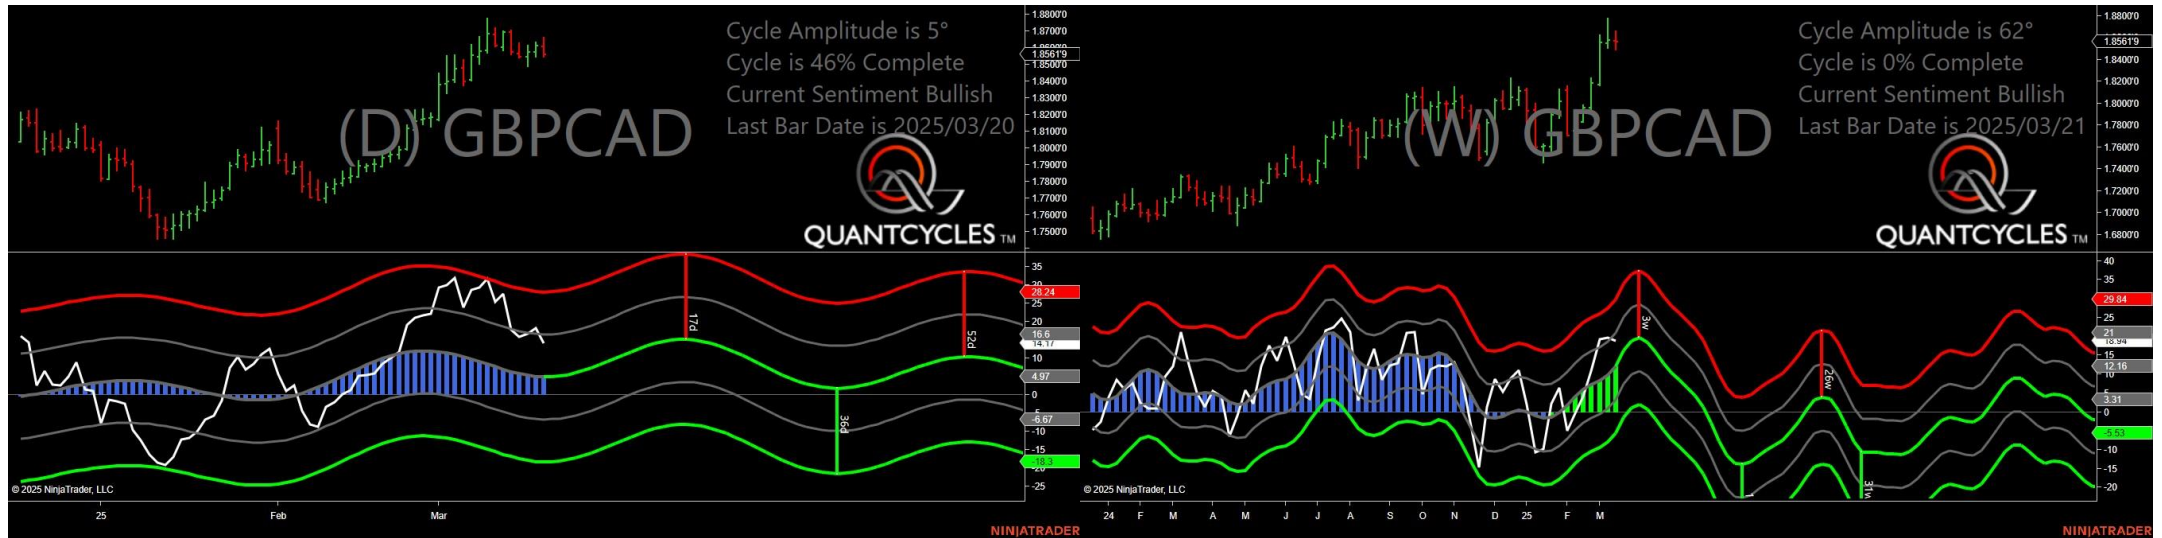 Cycle Amplitude is 5°
Cycle is 46% Complete
Current Sentiment Bullish
Last Bar Date is 2025/03/20
(D) GBPCAD
QUANTCYCLES TM
1.8800'0
1.8700'0
1.8561'9
1.8500'0
1.8400'0
1.8300'0
1.8200'0
1.8100'0
1.8000'0
1.7900'0
1.7800'0
1.7700'0
1.7600'0
1.7500'0
35
28.24
25
20
16.6
14.17
10
4.97
0
-6.67
-10
-15
-18.3
-25
17d
52d
36d
© 2025 NinjaTrader, LLC
25 Feb Mar
NINJATRADER
Cycle Amplitude is 62°
Cycle is 0% Complete
Current Sentiment Bullish
Last Bar Date is 2025/03/21
(W) GBPCAD
QUANTCYCLES TM
1.8800'0
1.8561'9
1.8400'0
1.8200'0
1.8000'0
1.7800'0
1.7600'0
1.7400'0
1.7200'0
1.7000'0
1.6800'0
40
35
29.84
25
21
18.94
15
12.16
10
3.31
0
-5.53
-10
-15
-20
3w
26w
31w
© 2025 NinjaTrader, LLC
24 F M A M J J A S O N D 25 F M
NINJATRADER